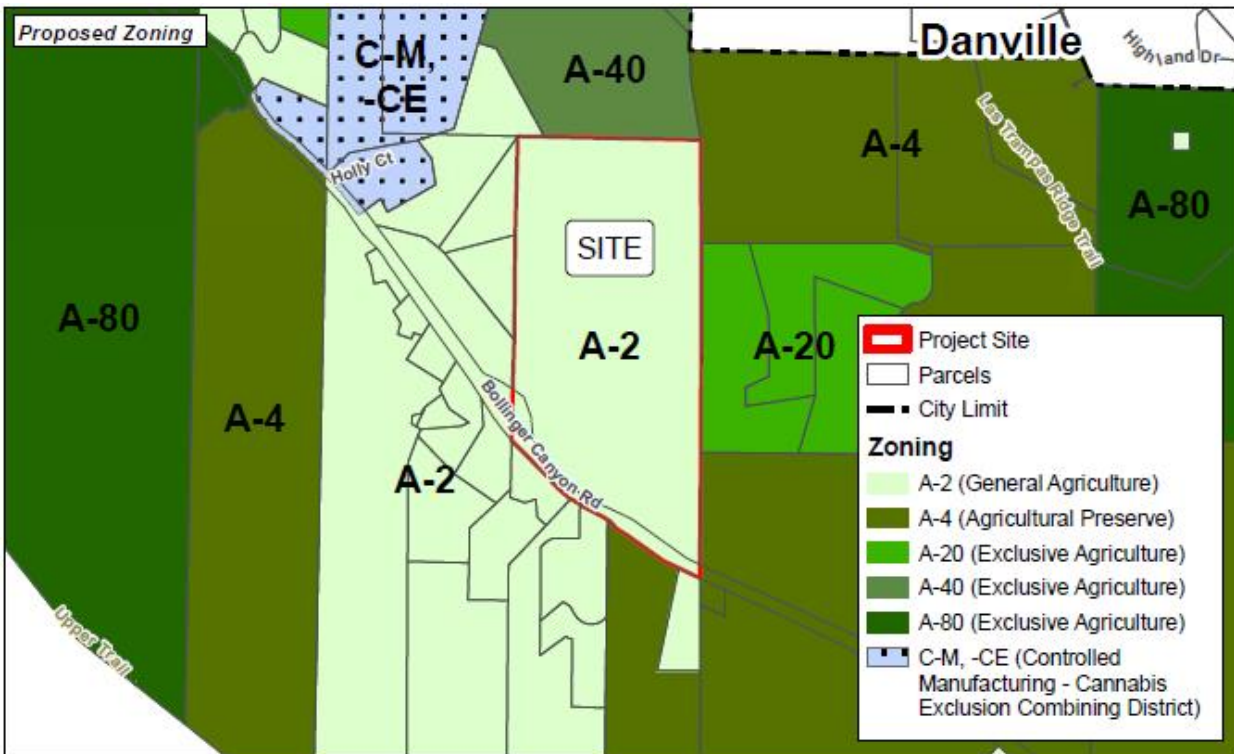 Proposed Zoning
C-M,
-CE
A-40
Danville
Highland Dr
A-4
Las Trampas Ridge Trail
A-80
Holly Ct
SITE
A-80
A-2
A-20
A-4
A-2
Bollinger Canyon Rd
Upper Trail
Project Site
Parcels
City Limit
Zoning
A-2 (General Agriculture)
A-4 (Agricultural Preserve)
A-20 (Exclusive Agriculture)
A-40 (Exclusive Agriculture)
A-80 (Exclusive Agriculture)
C-M, -CE (Controlled
Manufacturing - Cannabis
Exclusion Combining District)